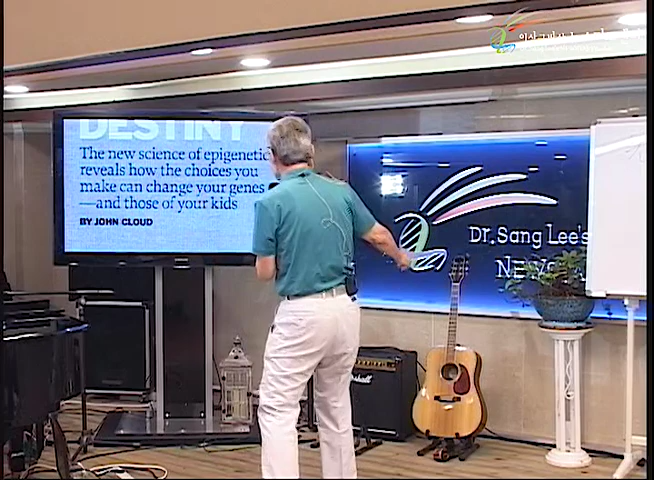 DESTINY
The new science of epigenetic
reveals how the choices you
make can change your genes
—and those of your kids
BY JOHN CLOUD
Dr. Sang Lee's
Marshall